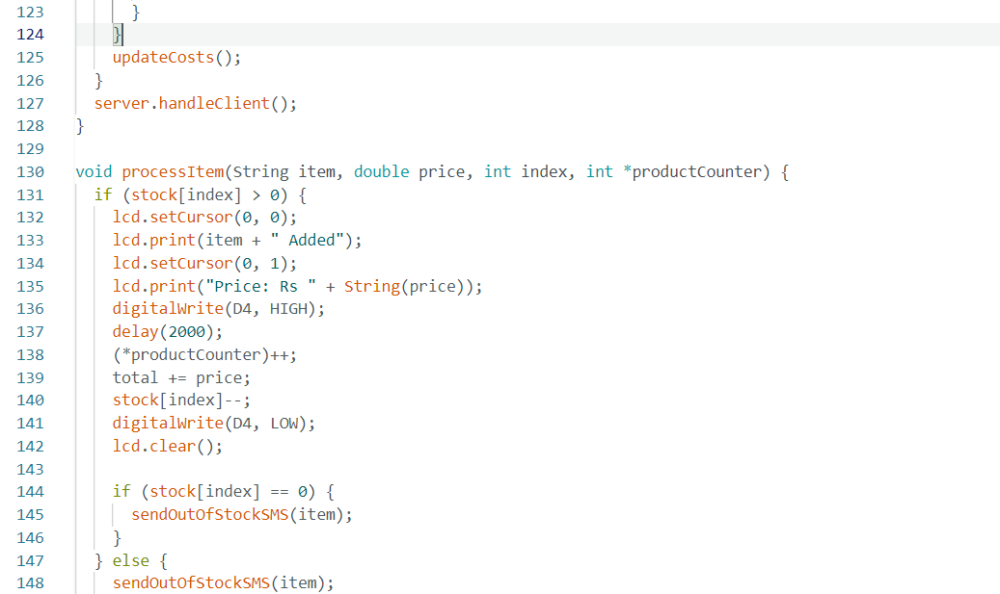 123       }
124     }
125     updateCosts();
126   }
127   server.handleClient();
128 }
129
130 void processItem(String item, double price, int index, int *productCounter) {
131   if (stock[index] > 0) {
132     lcd.setCursor(0, 0);
133     lcd.print(item + " Added");
134     lcd.setCursor(0, 1);
135     lcd.print("Price: Rs " + String(price));
136     digitalWrite(D4, HIGH);
137     delay(2000);
138     (*productCounter)++;
139     total += price;
140     stock[index]--;
141     digitalWrite(D4, LOW);
142     lcd.clear();
143
144     if (stock[index] == 0) {
145       sendOutOfStockSMS(item);
146     }
147   } else {
148     sendOutOfStockSMS(item);